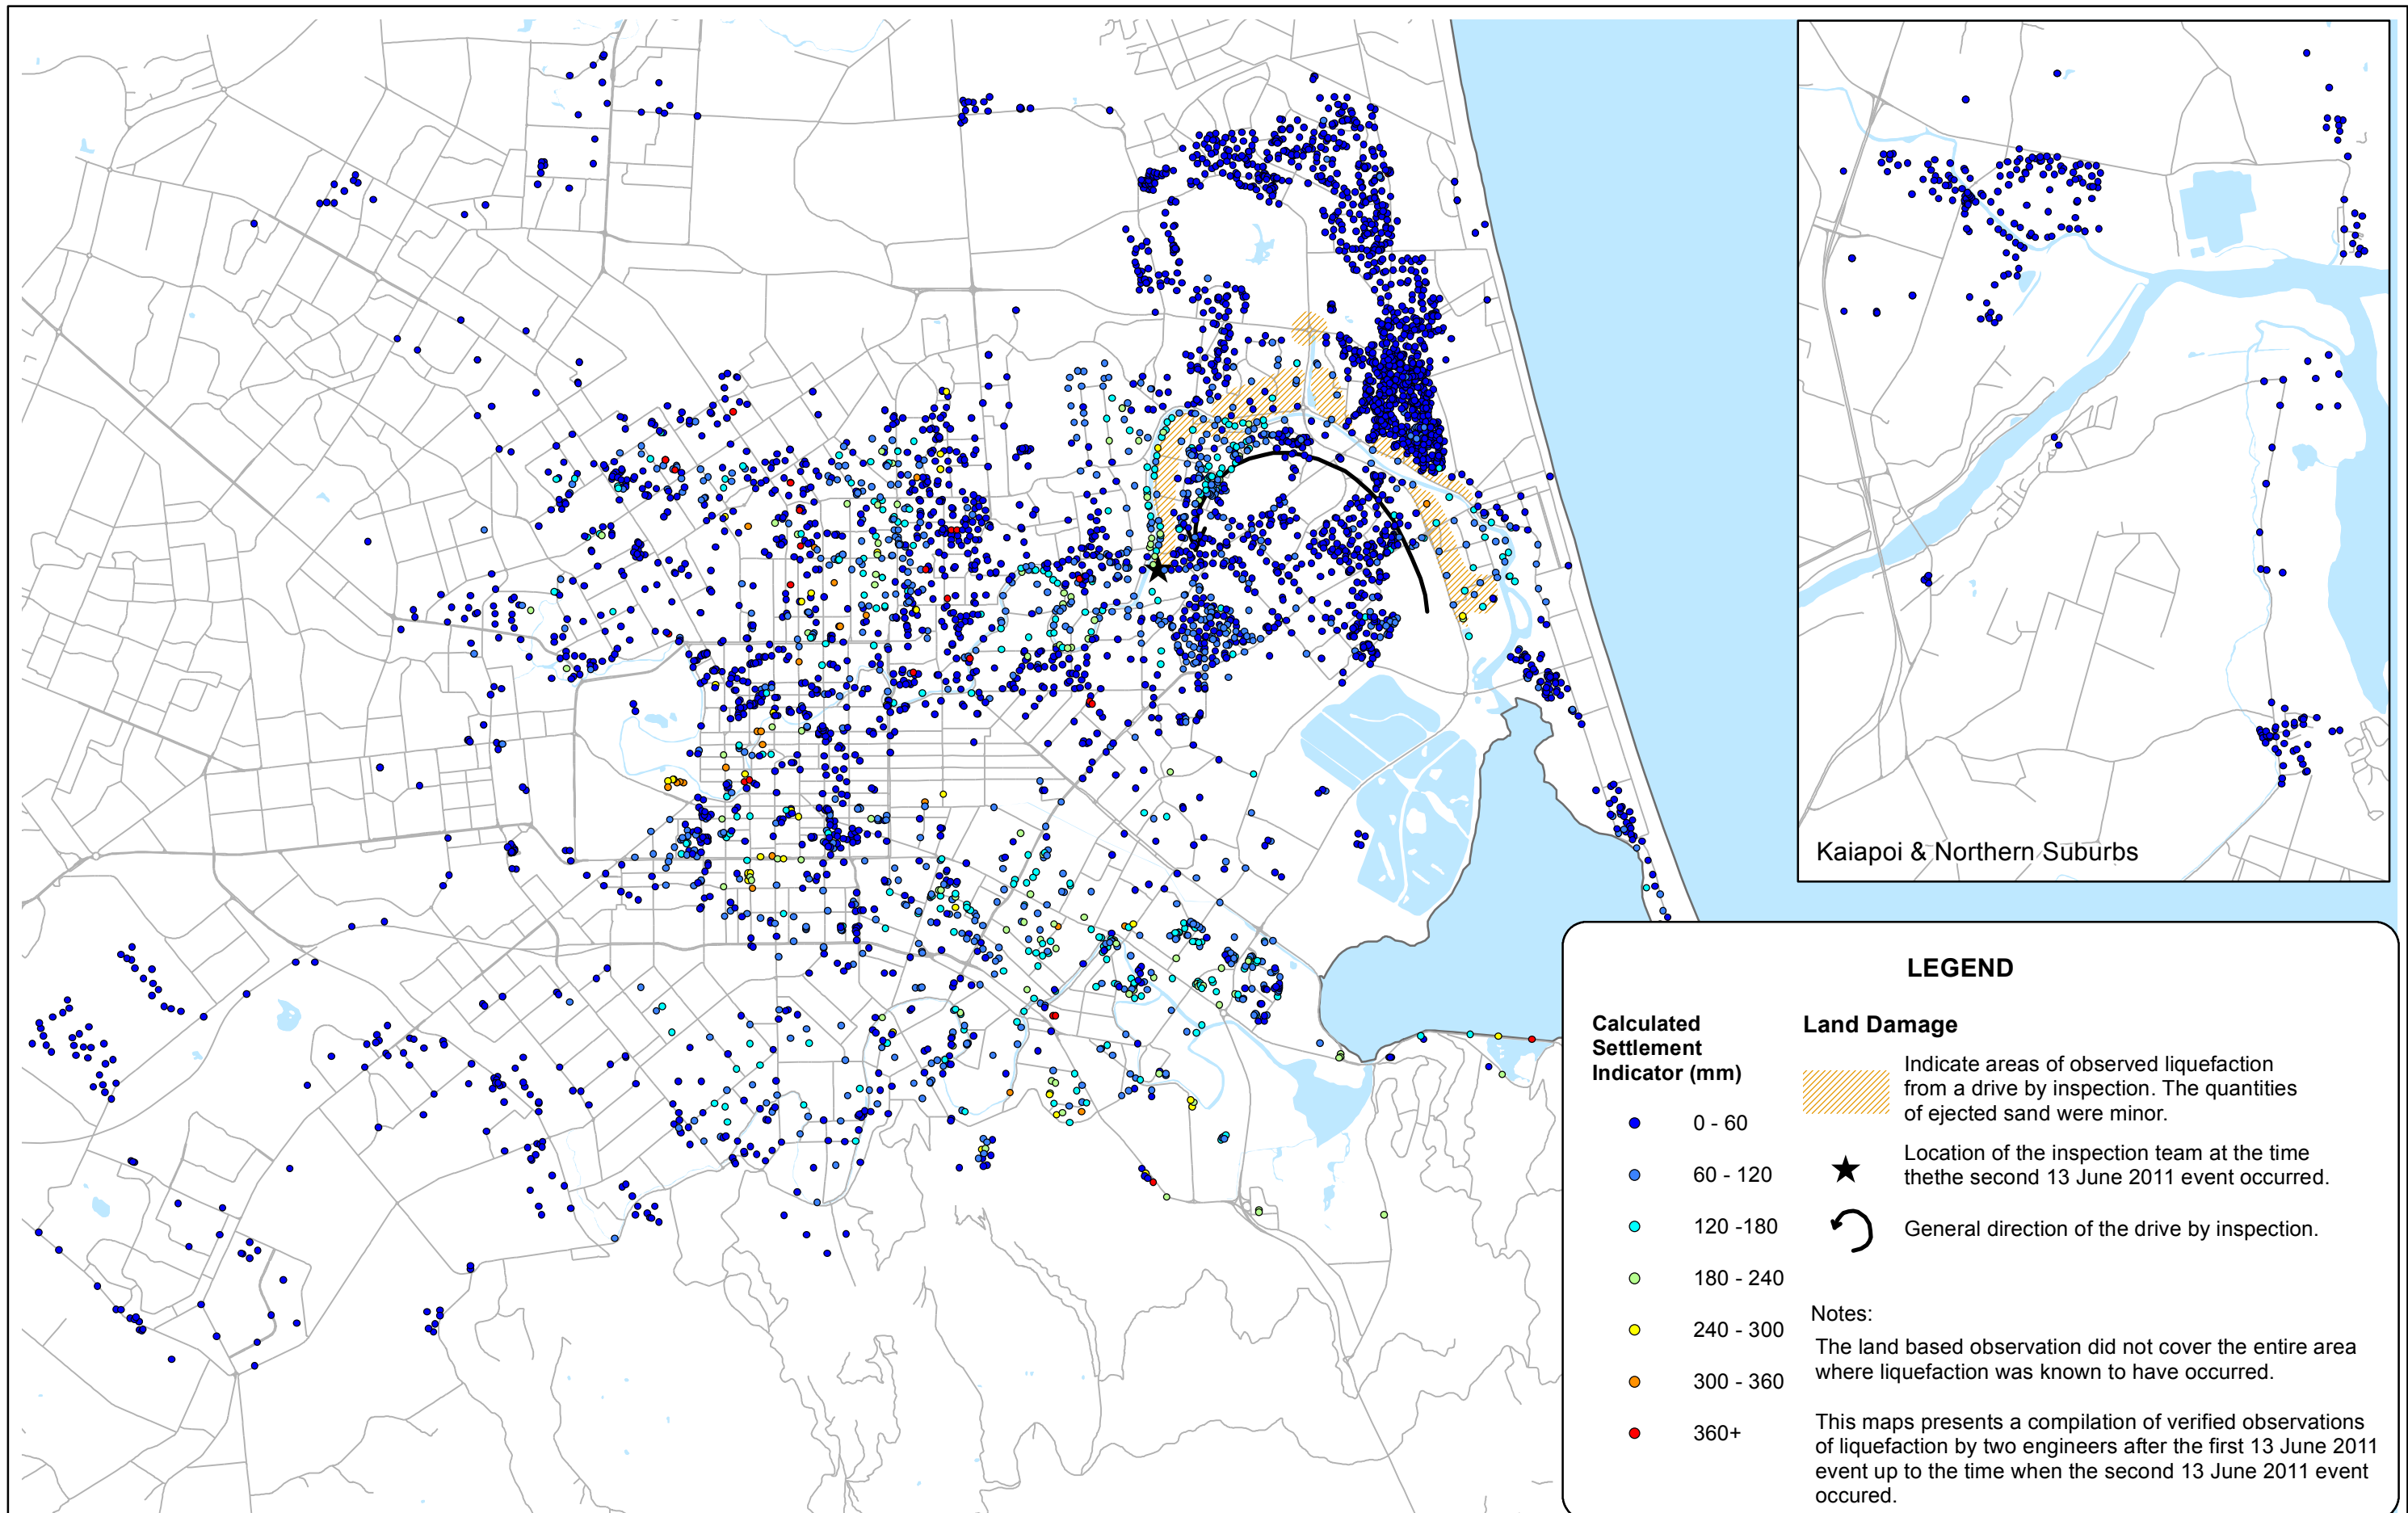 Kaiapoi & Northern Suburbs
LEGEND
Calculated
Settlement
Indicator (mm)
0 - 60
60 - 120
120 -180
180 - 240
240 - 300
300 - 360
360+
Land Damage
Indicate areas of observed liquefaction
from a drive by inspection. The quantities
of ejected sand were minor.
Location of the inspection team at the time
thethe second 13 June 2011 event occurred.
General direction of the drive by inspection.
Notes:
The land based observation did not cover the entire area
where liquefaction was known to have occurred.
This maps presents a compilation of verified observations
of liquefaction by two engineers after the first 13 June 2011
event up to the time when the second 13 June 2011 event
occured.